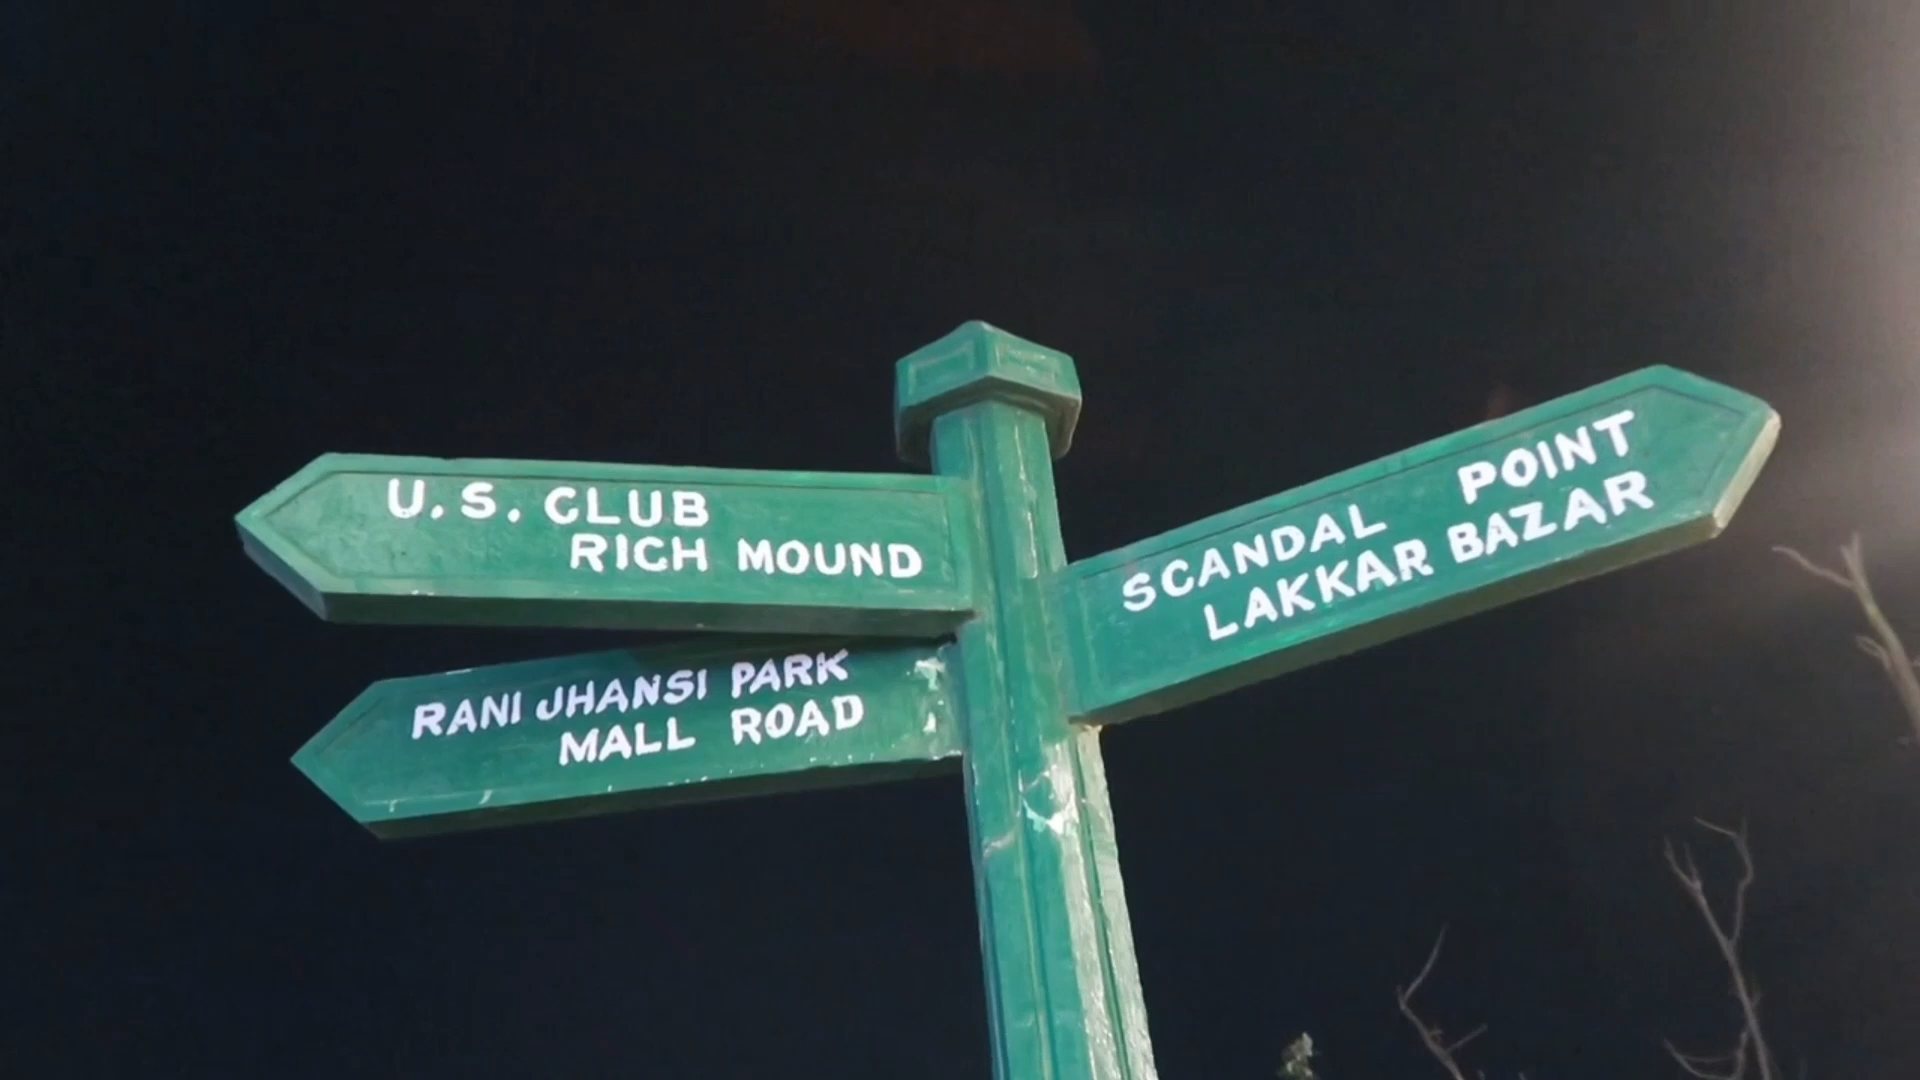 U.S. CLUB
RICH MOUND
RANI JHANSI PARK
MALL ROAD
SCANDAL POINT
LAKKAR BAZAR